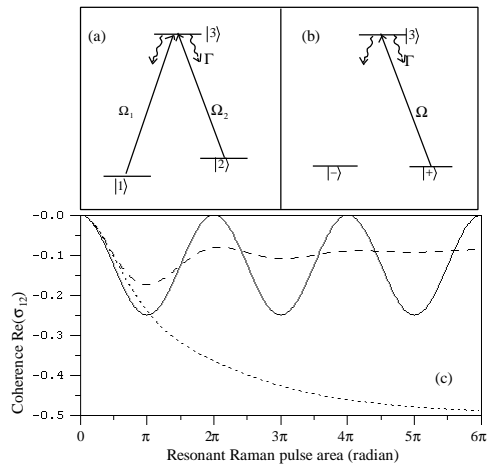 (a) |3⟩ (b) |3⟩
Γ Γ
Ω₁ Ω₂ Ω
|1⟩ |2⟩ |−⟩ |+⟩
−0.0
−0.1
−0.2
−0.3
−0.4
−0.5
Coherence Re(σ₁₂)
(c)
0 π 2π 3π 4π 5π 6π
Resonant Raman pulse area (radian)